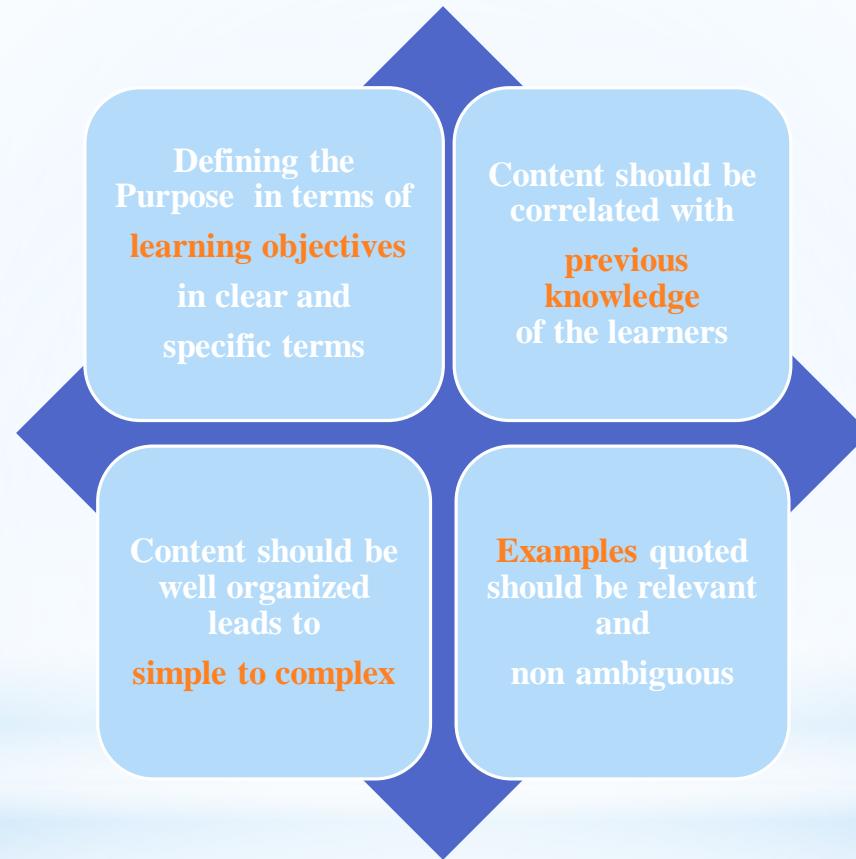 Defining the
Purpose in terms of
learning objectives
in clear and
specific terms
Content should be
correlated with
previous
knowledge
of the learners
Content should be
well organized
leads to
simple to complex
Examples quoted
should be relevant
and
non ambiguous